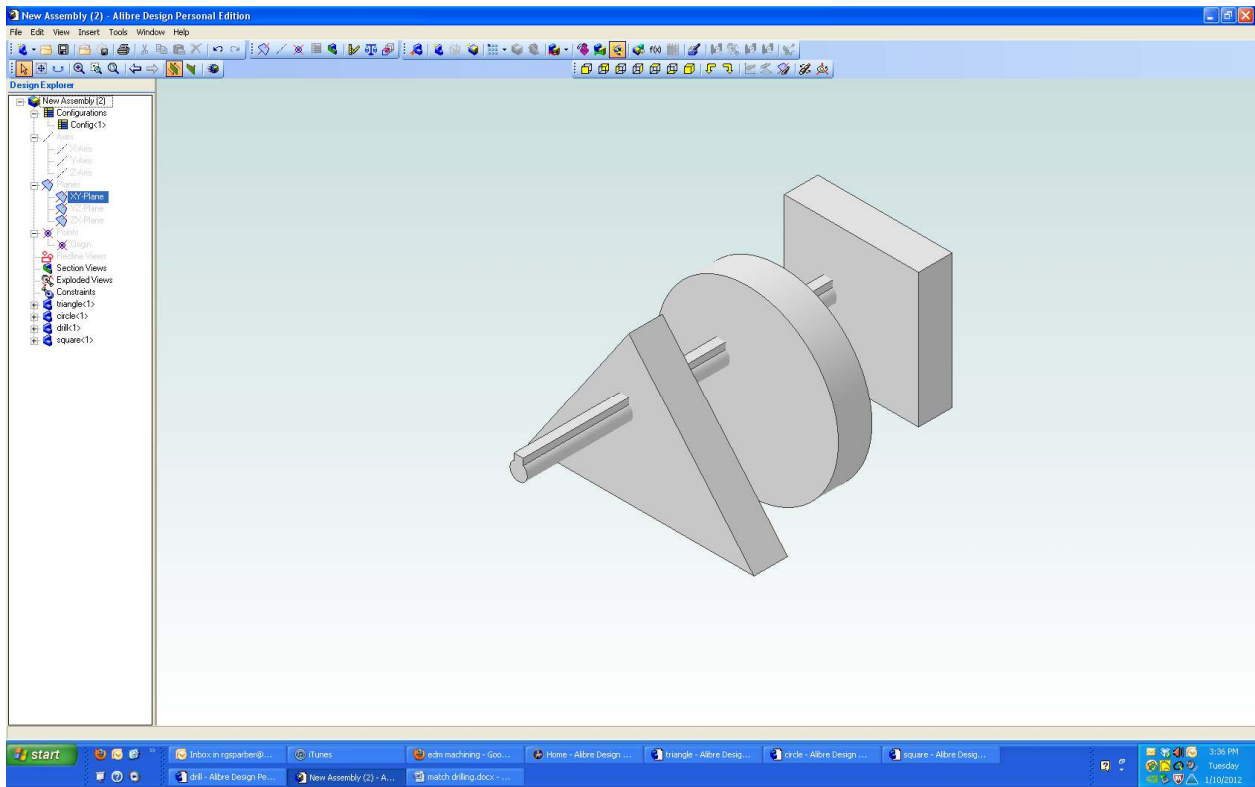 New Assembly (2) - Alibre Design Personal Edition
File Edit View Insert Tools Window Help
f(x)
Design Explorer
New Assembly (2)
Configurations
Config<1>
Axes
X-Axis
Y-Axis
Z-Axis
Planes
XY-Plane
YZ-Plane
ZX-Plane
Points
Origin
Redline Views
Section Views
Exploded Views
Constraints
triangle<1>
circle<1>
drill<1>
square<1>
start
Inbox in rgsparber@...
iTunes
edm machining - Goo...
Home - Alibre Design ...
triangle - Alibre Desig...
circle - Alibre Design ...
square - Alibre Desig...
3:36 PM
drill - Alibre Design Pe...
New Assembly (2) - A...
match drilling.docx - ...
Tuesday
1/10/2012